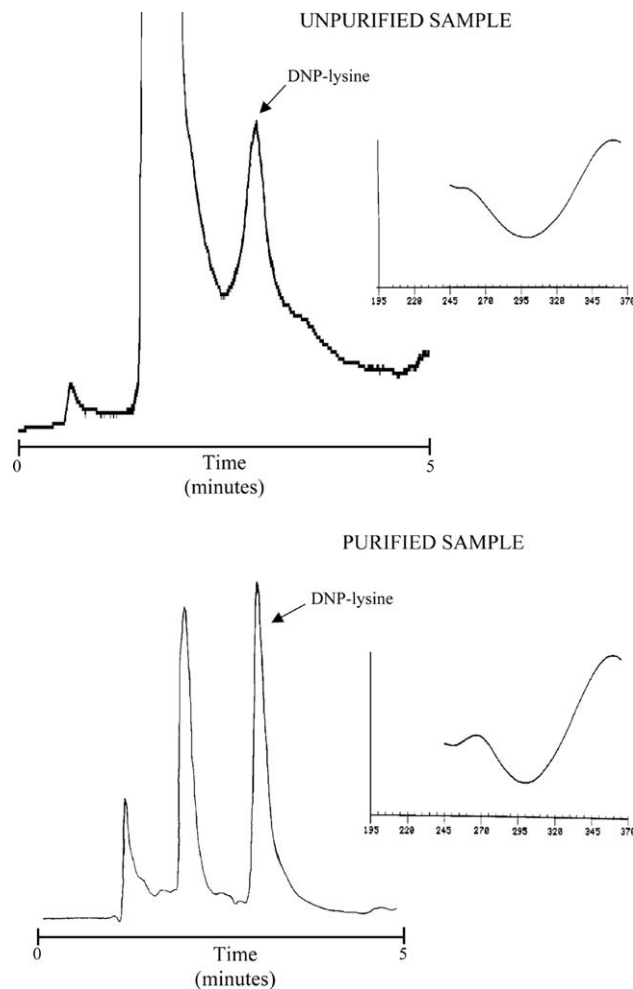 UNPURIFIED SAMPLE
DNP-lysine
195 220 245 270 295 320 345 370
0 Time 5
(minutes)
PURIFIED SAMPLE
DNP-lysine
195 220 245 270 295 320 345 370
0 Time 5
(minutes)